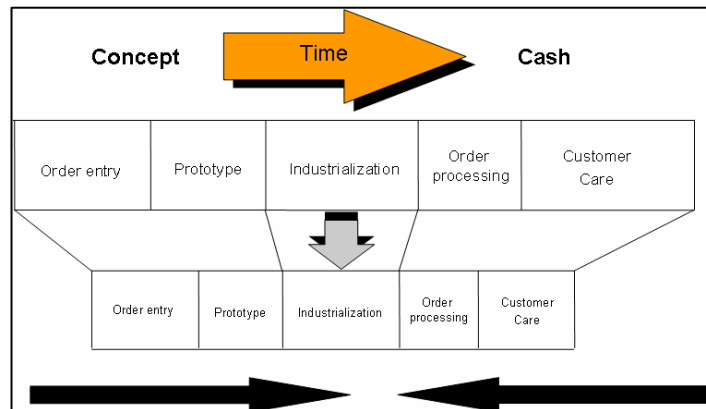 Concept
Time
Cash
Order entry
Prototype
Industrialization
Order
processing
Customer
Care
Order entry
Prototype
Industrialization
Order
processing
Customer
Care